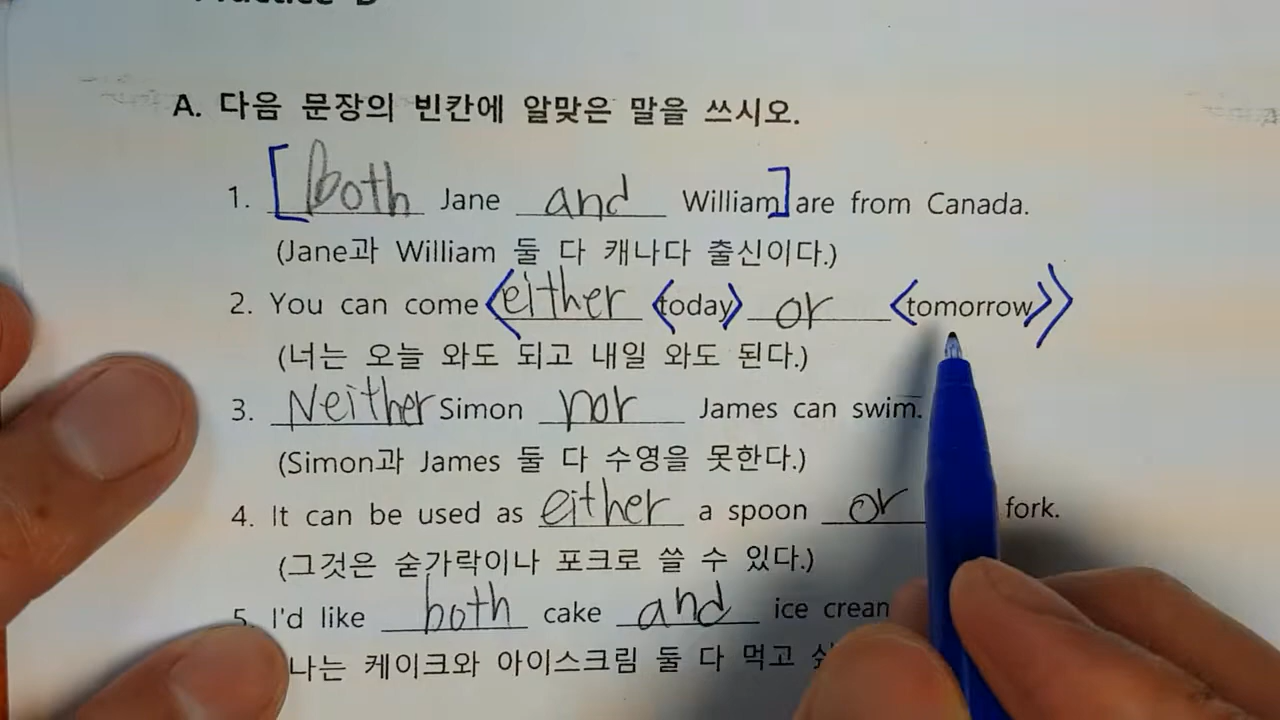 A. 다음 문장의 빈칸에 알맞은 말을 쓰시오.
1. [both Jane and William] are from Canada.
(Jane과 William 둘 다 캐나다 출신이다.)
2. You can come <either <today> or <tomorrow>>
(너는 오늘 와도 되고 내일 와도 된다.)
3. Neither Simon nor James can swim.
(Simon과 James 둘 다 수영을 못한다.)
4. It can be used as either a spoon or fork.
(그것은 숟가락이나 포크로 쓸 수 있다.)
5. I'd like both cake and ice
나는 케이크와 아이스크림 둘 다 먹고